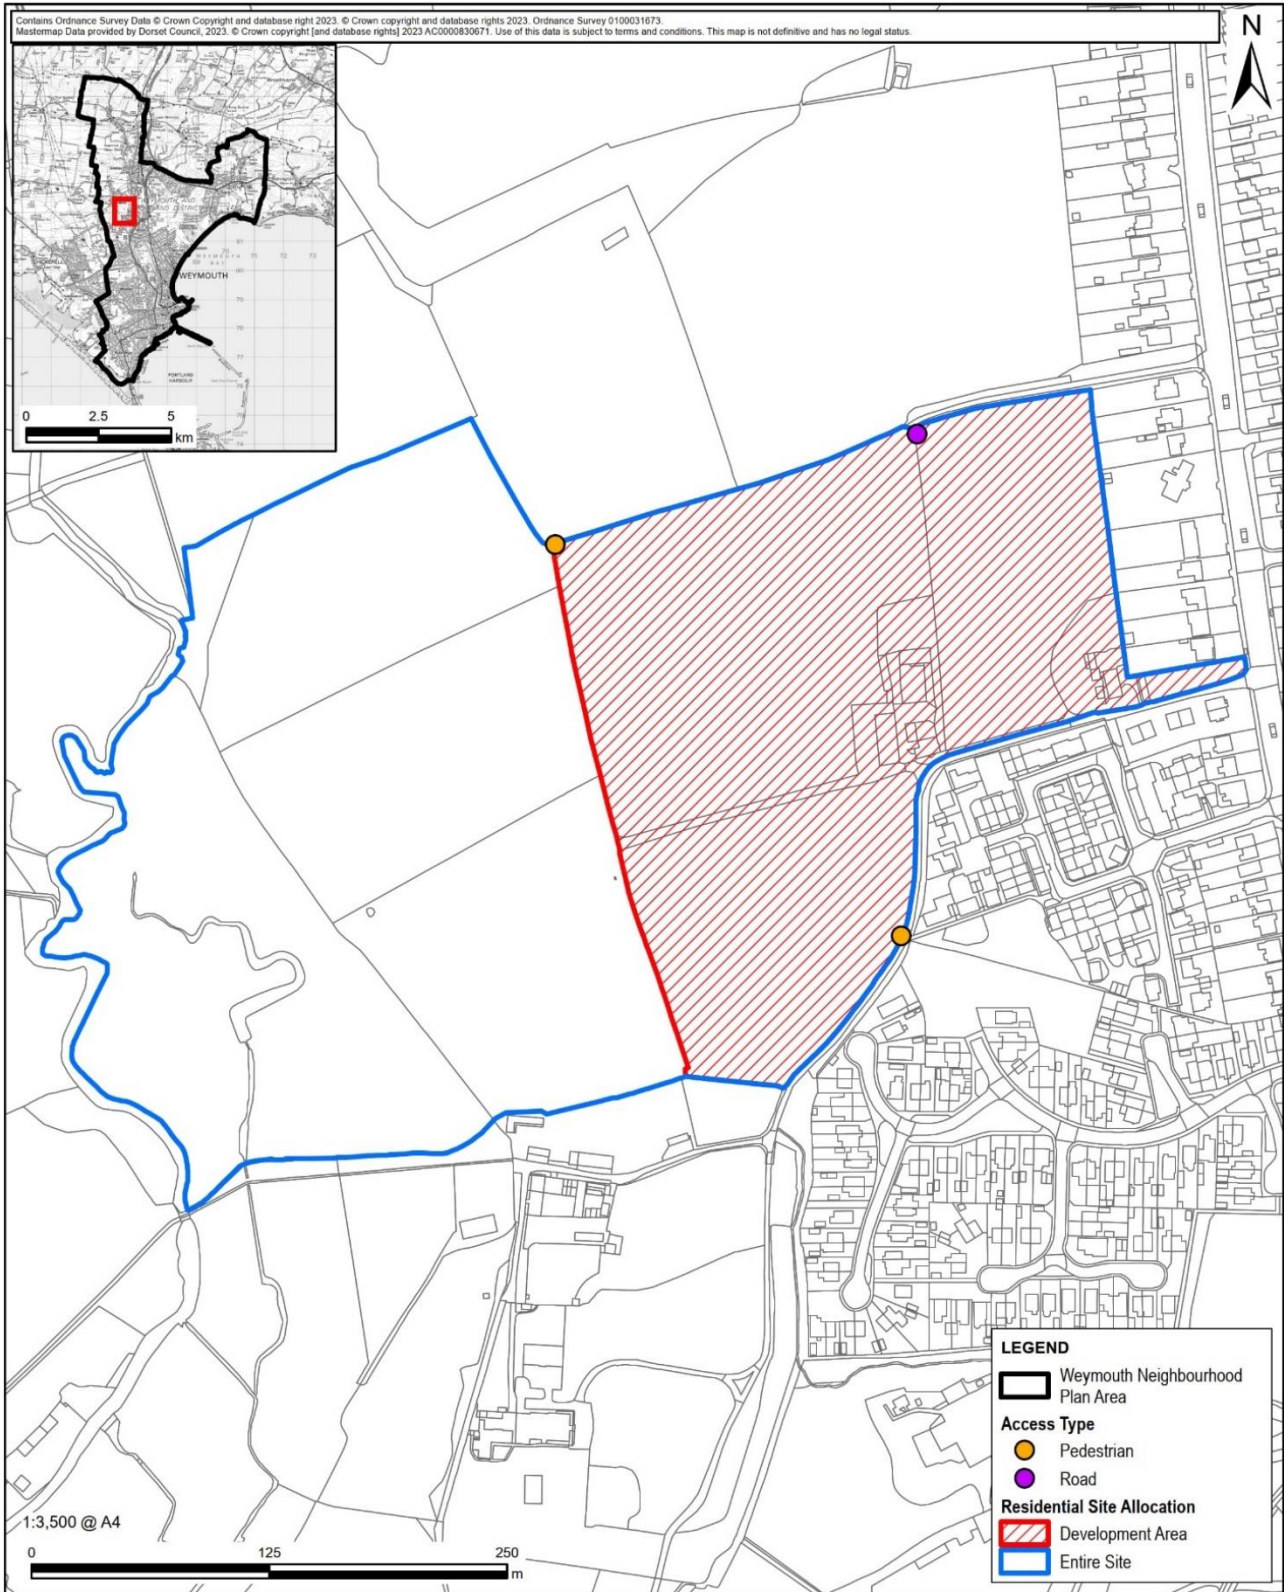 Contains Ordnance Survey Data © Crown Copyright and database right 2023. © Crown copyright and database rights 2023. Ordnance Survey 0100031673.
Mastermap Data provided by Dorset Council, 2023. © Crown copyright [and database rights] 2023 AC0000830671. Use of this data is subject to terms and conditions. This map is not definitive and has no legal status.
N
WEYMOUTH
PORTLAND
HARBOUR
0 2.5 5
km
LEGEND
Weymouth Neighbourhood
Plan Area
Access Type
Pedestrian
Road
Residential Site Allocation
Development Area
Entire Site
1:3,500 @ A4
0 125 250
m